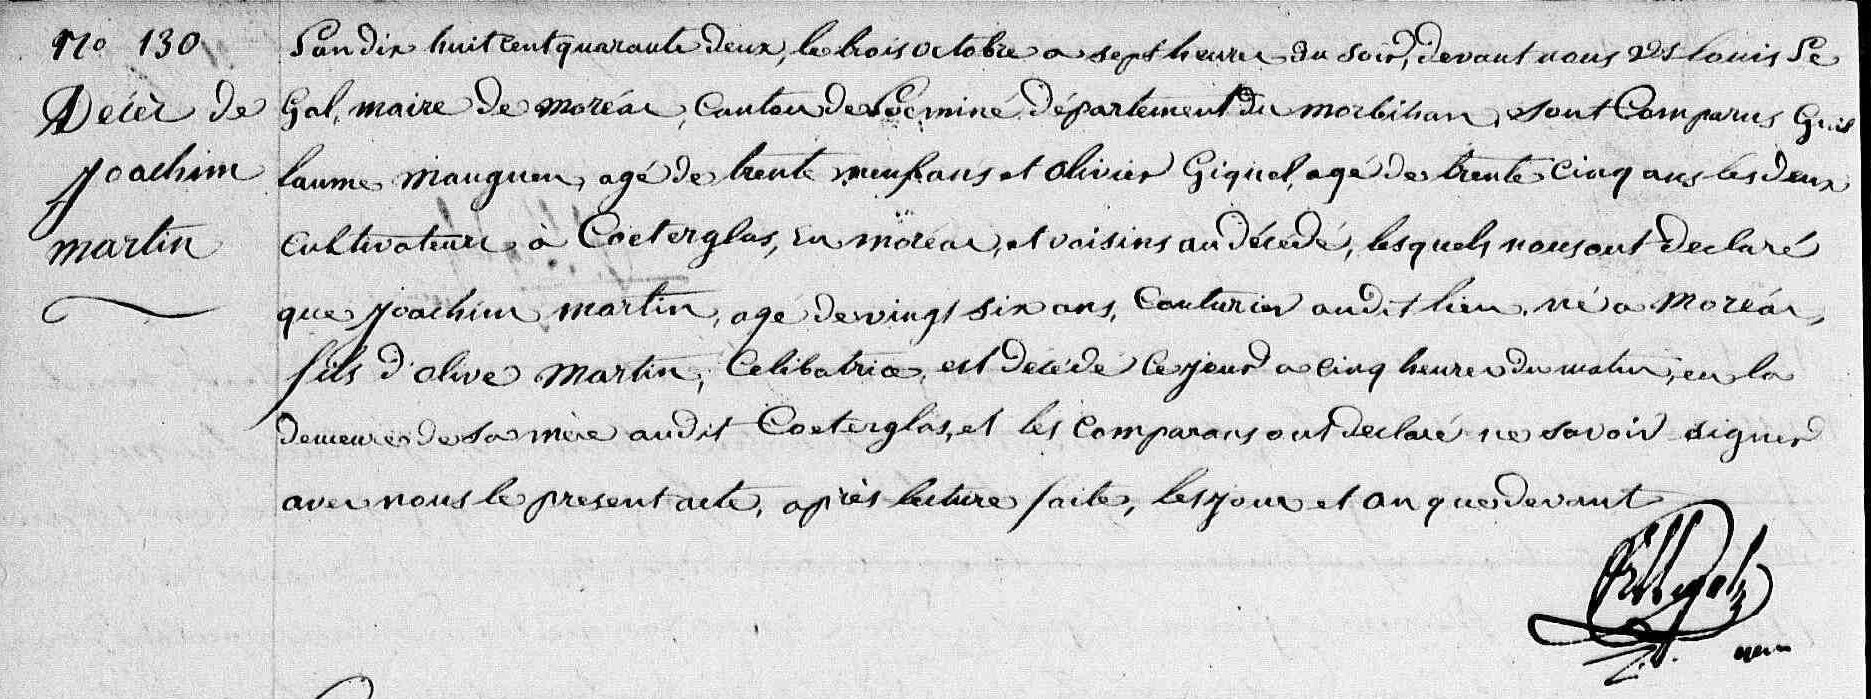 No 130
Décès de
Joachim
martin
L'an dix huit cent quarante deux, le trois octobre a sept heures du soir, devant nous Louis Le
Gal, maire de moréac, Canton de Locminé, département du morbihan, sont Comparus Guil
laume mauguen, agé de trente neuf ans et olivier Giquel, agé de trente cinq ans les deux
cultivateurs à Coeterglas, en moréac, et voisins au décédé, lesquels nous ont declaré
que Joachim martin, agé de vingt six ans, Couturier audit lieu, né a Moréac,
fils d'olive Martin, Célibatrice, est décédé ce jour a cinq heures du matin, en la
demeure de sa mère audit Coeterglas, et les Comparans ont declaré ne savoir signer
avec nous le present acte, après lecture faite, les jour et an que devant